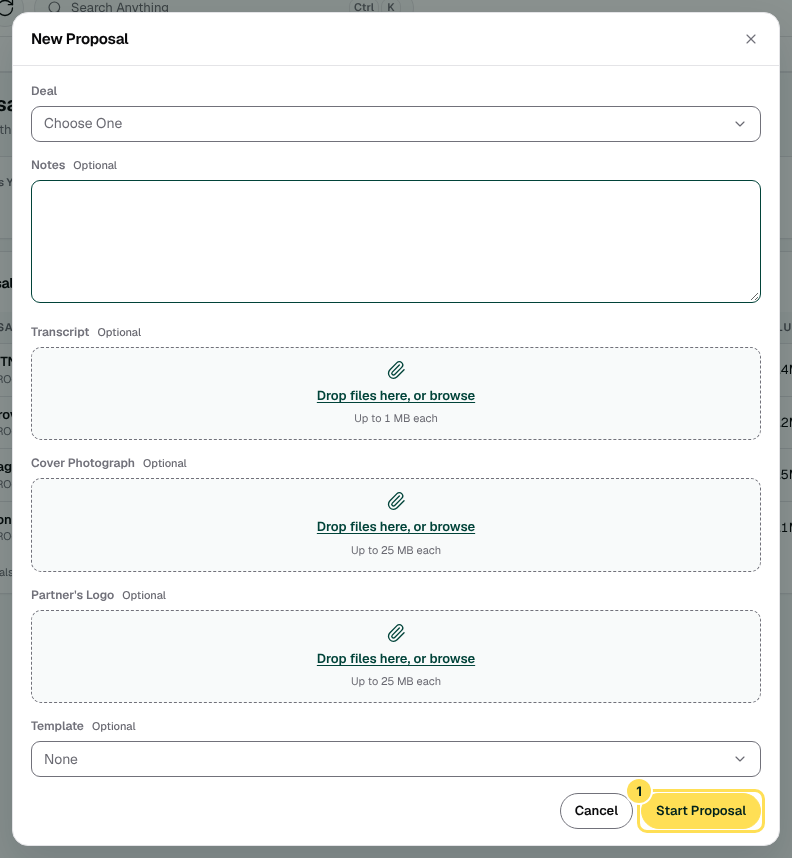 Search Anything Ctrl K
New Proposal
Deal
Choose One
Notes Optional
Transcript Optional
Drop files here, or browse
Up to 1 MB each
Cover Photograph Optional
Drop files here, or browse
Up to 25 MB each
Partner's Logo Optional
Drop files here, or browse
Up to 25 MB each
Template Optional
None
1
Cancel Start Proposal